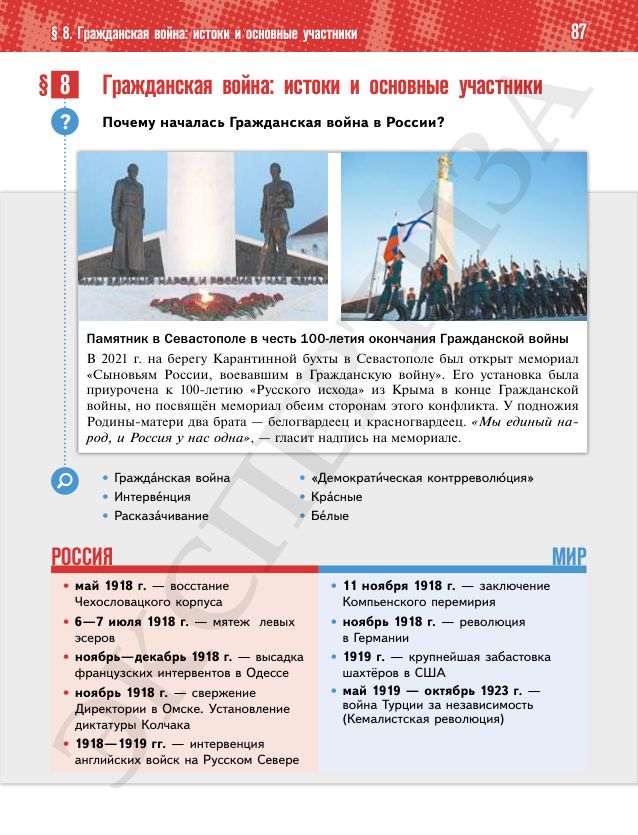 § 8. Гражданская война: истоки и основные участники
87
§ 8
Гражданская война: истоки и основные участники
?
Почему началась Гражданская война в России?
МЫ ЕДИНЫЙ НАРОД, И РОССИЯ У НАС ОДНА
Памятник в Севастополе в честь 100-летия окончания Гражданской войны
В 2021 г. на берегу Карантинной бухты в Севастополе был открыт мемориал
«Сыновьям России, воевавшим в Гражданскую войну». Его установка была
приурочена к 100-летию «Русского исхода» из Крыма в конце Гражданской
войны, но посвящён мемориал обеим сторонам этого конфликта. У подножия
Родины-матери два брата — белогвардеец и красногвардеец. «Мы единый на-
род, и Россия у нас одна», — гласит надпись на мемориале.
• Гражда́нская война
• Интерве́нция
• Расказа́чивание
• «Демократи́ческая контрреволю́ция»
• Кра́сные
• Бе́лые
РОССИЯ
• май 1918 г. — восстание
Чехословацкого корпуса
• 6—7 июля 1918 г. — мятеж левых
эсеров
• ноябрь—декабрь 1918 г. — высадка
французских интервентов в Одессе
• ноябрь 1918 г. — свержение
Директории в Омске. Установление
диктатуры Колчака
• 1918—1919 гг. — интервенция
английских войск на Русском Севере
МИР
• 11 ноября 1918 г. — заключение
Компьенского перемирия
• ноябрь 1918 г. — революция
в Германии
• 1919 г. — крупнейшая забастовка
шахтёров в США
• май 1919 — октябрь 1923 г. —
война Турции за независимость
(Кемалистская революция)
ЭКСПЕРТИЗА